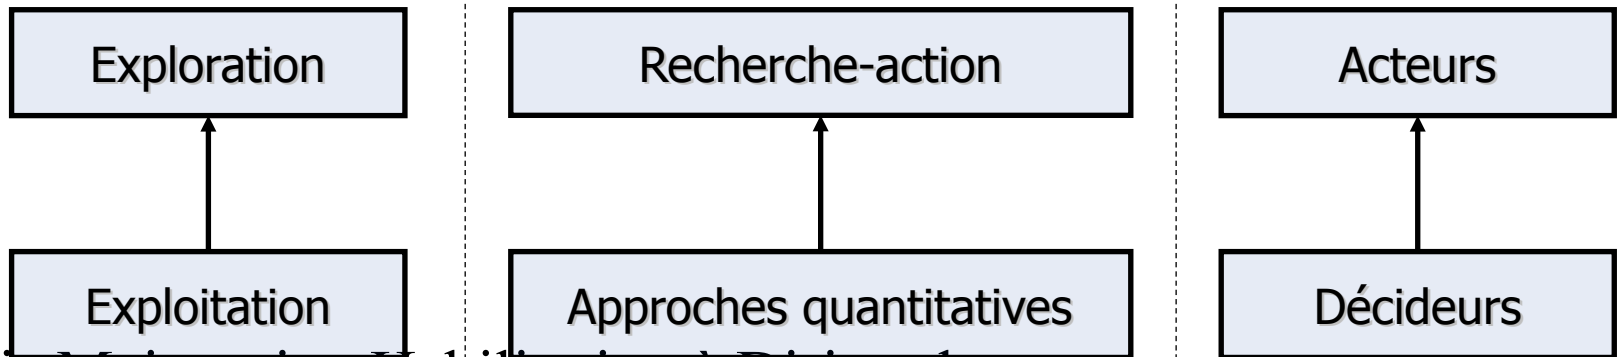 Exploration
Recherche-action
Acteurs
Exploitation
Approches quantitatives
Décideurs